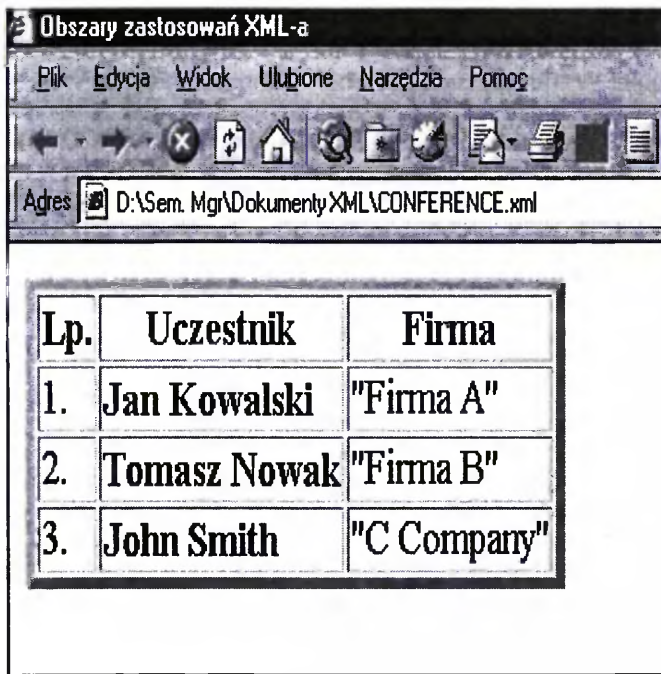 Obszary zastosowań XML-a
Plik Edycja Widok Ulubione Narzędzia Pomoc
Adres D:\Sem. Mgr\Dokumenty XML\CONFERENCE.xml
Lp. Uczestnik Firma
1. Jan Kowalski "Firma A"
2. Tomasz Nowak "Firma B"
3. John Smith "C Company"